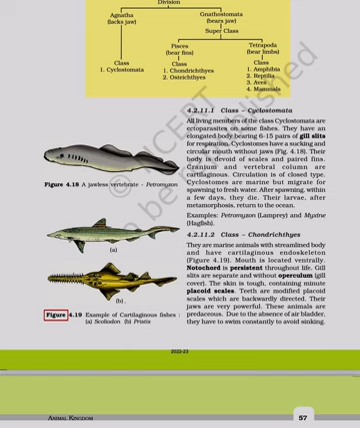 Division
Agnatha
(lacks jaw)
Gnathostomata
(bears jaw)
Super Class
Pisces
(bear fins)
Tetrapoda
(bear limbs)
Class
1. Cyclostomata
Class
1. Chondrichthyes
2. Osteichthyes
Class
1. Amphibia
2. Reptilia
3. Aves
4. Mammals
Figure 4.18 A jawless vertebrate - Petromyzon
(a)
(b)
Figure 4.19 Example of Cartilaginous fishes :
(a) Scoliodon (b) Pristis
4.2.11.1 Class – Cyclostomata
All living members of the class Cyclostomata are
ectoparasites on some fishes. They have an
elongated body bearing 6-15 pairs of gill slits
for respiration. Cyclostomes have a sucking and
circular mouth without jaws (Fig. 4.18). Their
body is devoid of scales and paired fins.
Cranium and vertebral column are
cartilaginous. Circulation is of closed type.
Cyclostomes are marine but migrate for
spawning to fresh water. After spawning, within
a few days, they die. Their larvae, after
metamorphosis, return to the ocean.
Examples: Petromyzon (Lamprey) and Myxine
(Hagfish).
4.2.11.2 Class – Chondrichthyes
They are marine animals with streamlined body
and have cartilaginous endoskeleton
(Figure 4.19). Mouth is located ventrally.
Notochord is persistent throughout life. Gill
slits are separate and without operculum (gill
cover). The skin is tough, containing minute
placoid scales. Teeth are modified placoid
scales which are backwardly directed. Their
jaws are very powerful. These animals are
predaceous. Due to the absence of air bladder,
they have to swim constantly to avoid sinking.
2022-23
ANIMAL KINGDOM
57